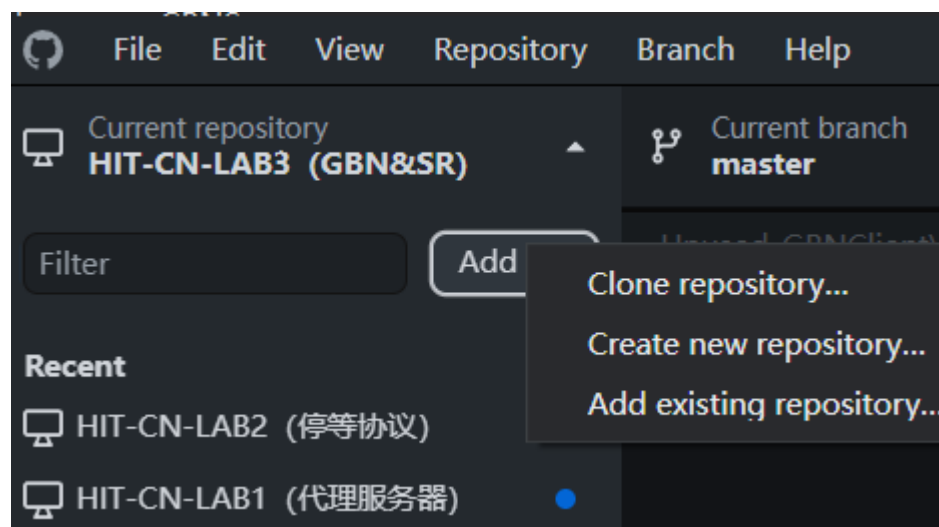 File Edit View Repository Branch Help
Current repository
HIT-CN-LAB3 (GBN&SR)
Current branch
master
Filter
Add
Clone repository...
Create new repository...
Add existing repository...
Recent
HIT-CN-LAB2 (停等协议)
HIT-CN-LAB1 (代理服务器)